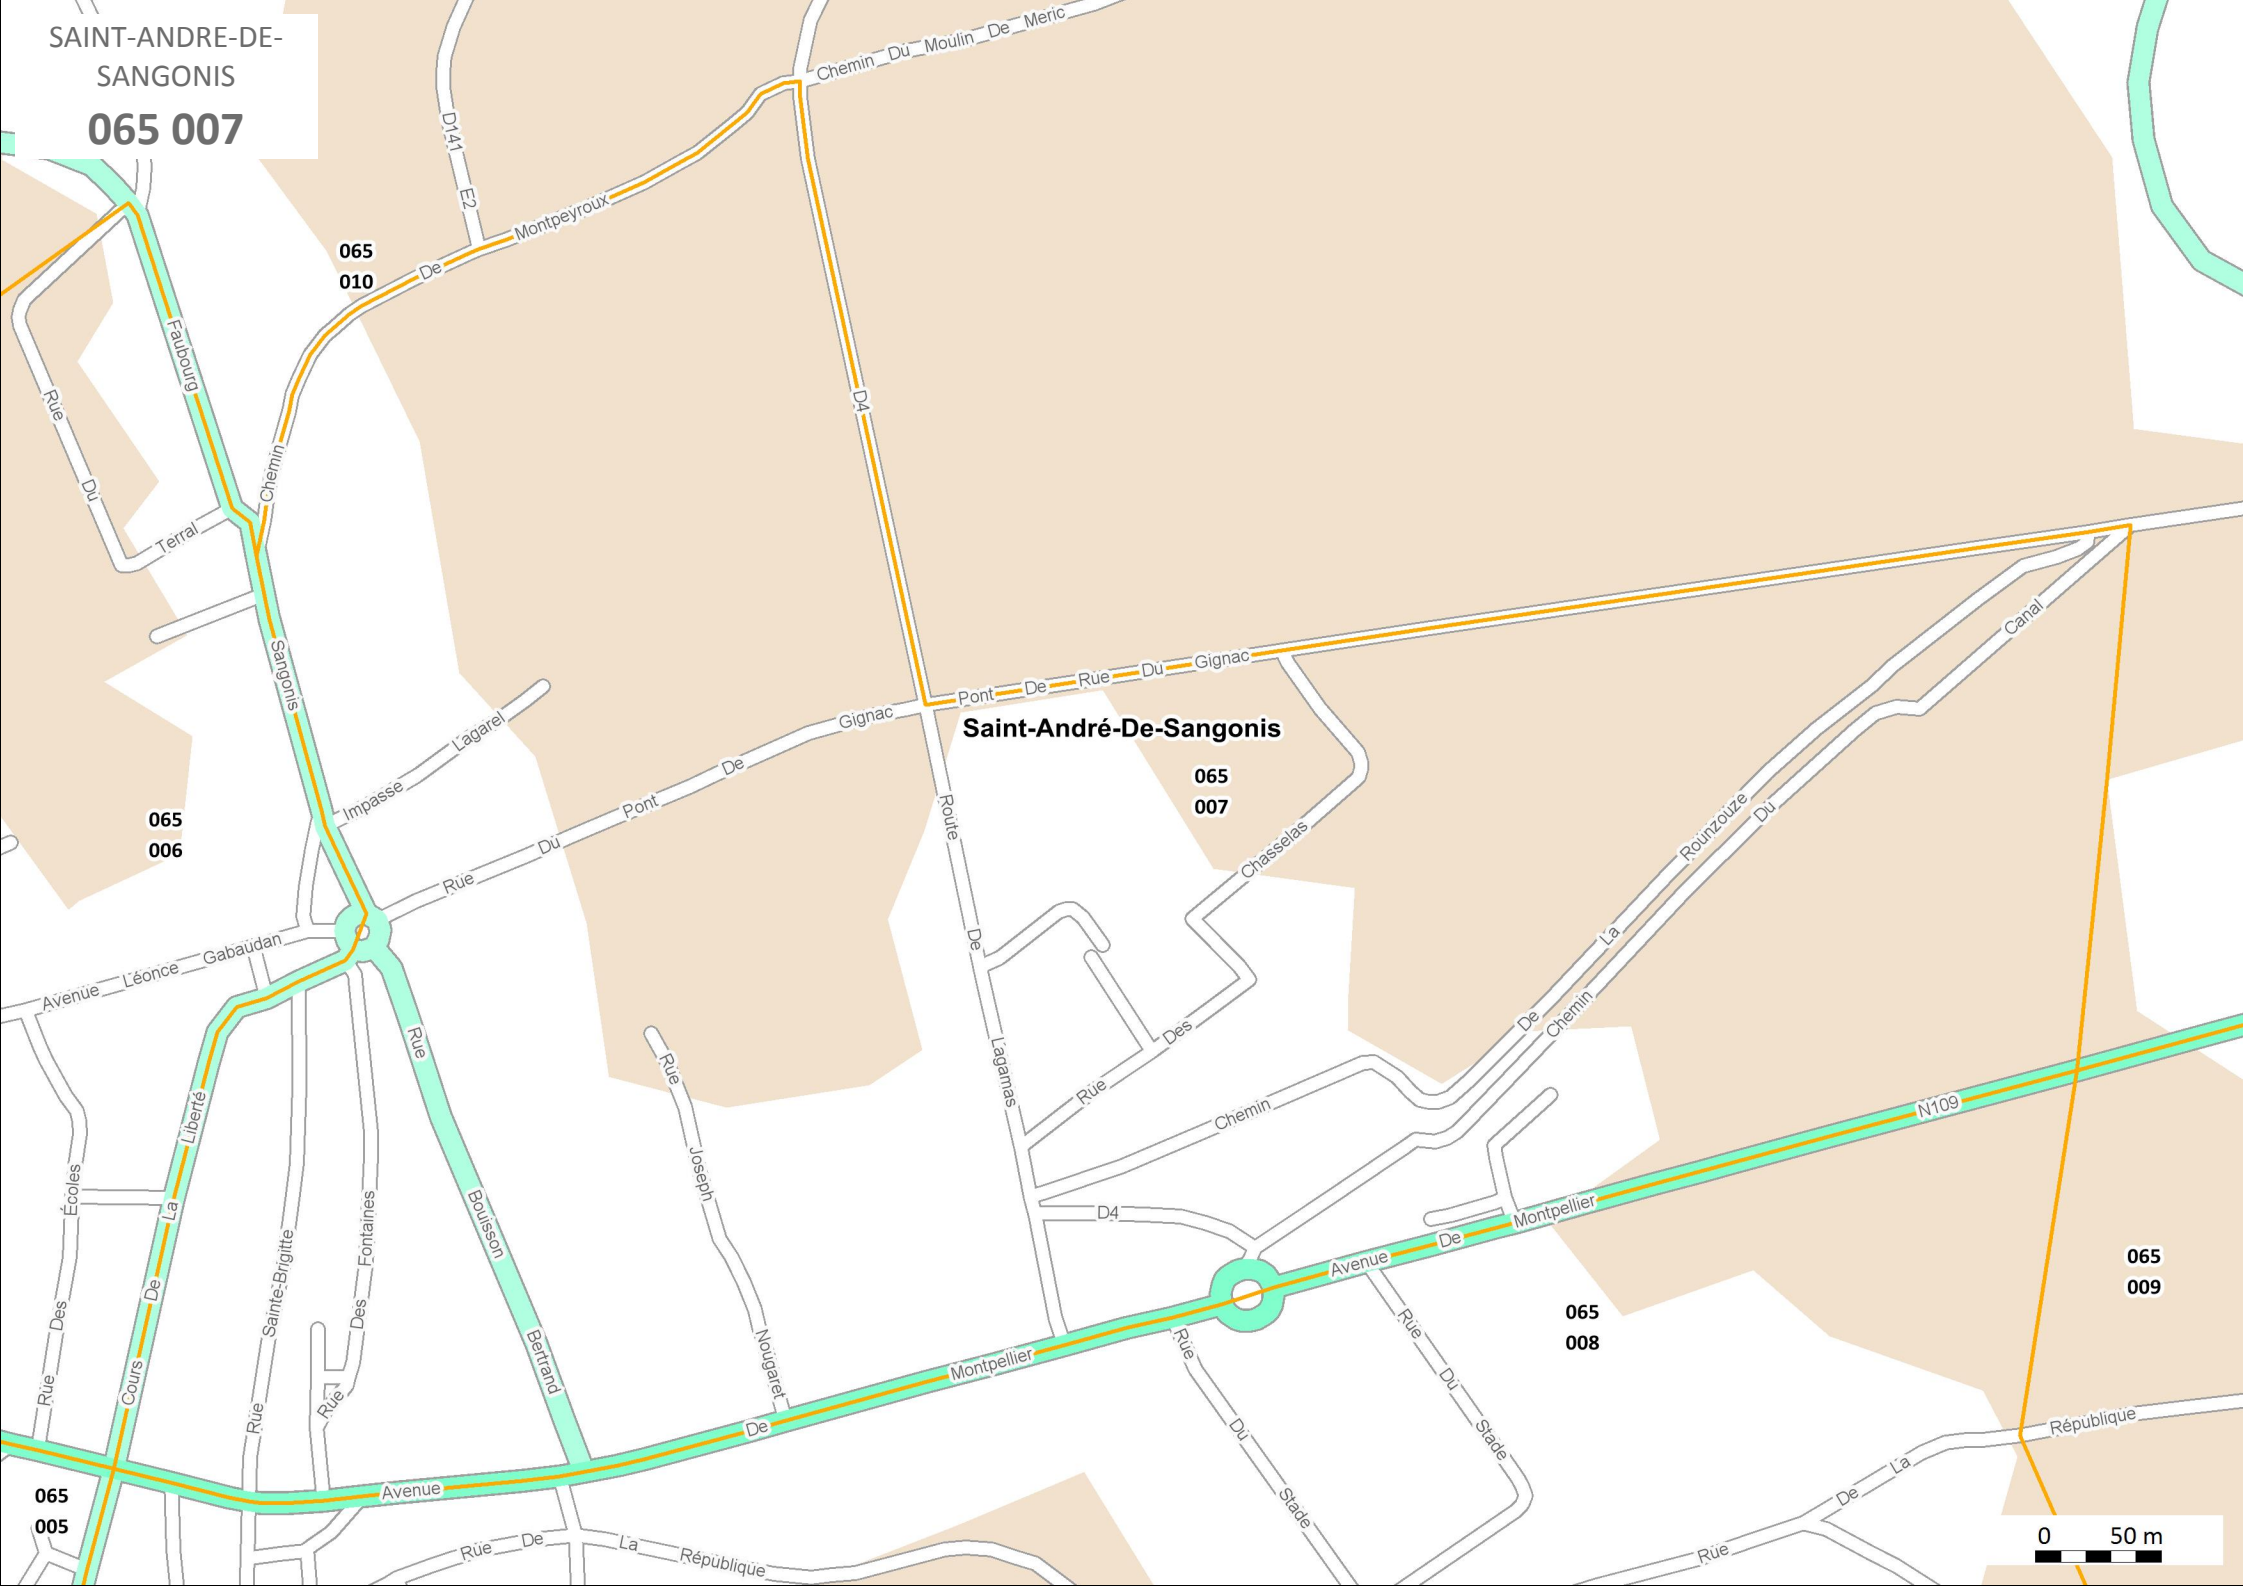 SAINT-ANDRE-DE-
SANGONIS
065 007
Chemin Du Moulin De Meric
D141
E2
Chemin De Montpeyroux
065
010
Faubourg Sangonis
Rue Du Terral
D4
Impasse Lagarel
Rue Du Pont De Gignac
Pont De Rue Du Gignac
Saint-André-De-Sangonis
065
007
Canal
065
006
Route De Lagamas
Rue Des Chasselas
Chemin De La Rounzouze
Chemin Du
Avenue Léonce Gabaudan
Rue Bouisson Bertrand
Rue Joseph Nougaret
Cours De La Liberté
Rue Des Écoles
Rue Sainte-Brigitte
Rue Des Fontaines
D4
N109
Avenue De Montpellier
Avenue De Montpellier
065
009
065
008
Rue Du Stade
Rue Du Stade
065
005
Rue De La République
Rue De La République
0 50 m